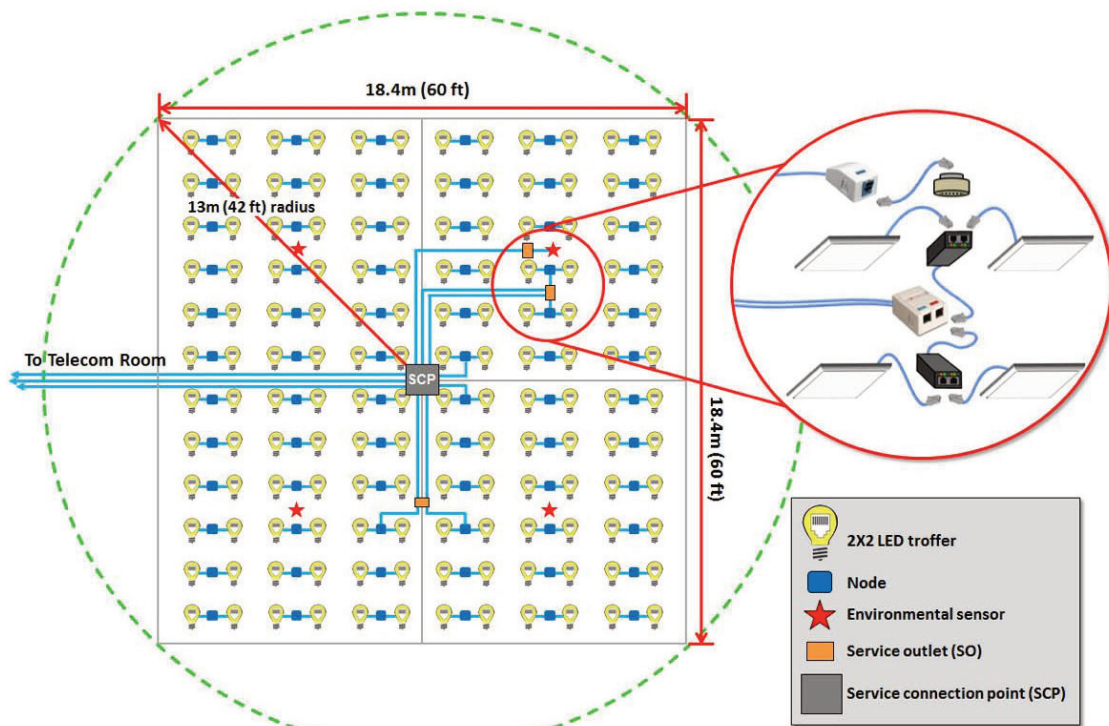 18.4m (60 ft)
13m (42 ft) radius
To Telecom Room
SCP
18.4m (60 ft)
2X2 LED troffer
Node
Environmental sensor
Service outlet (SO)
Service connection point (SCP)